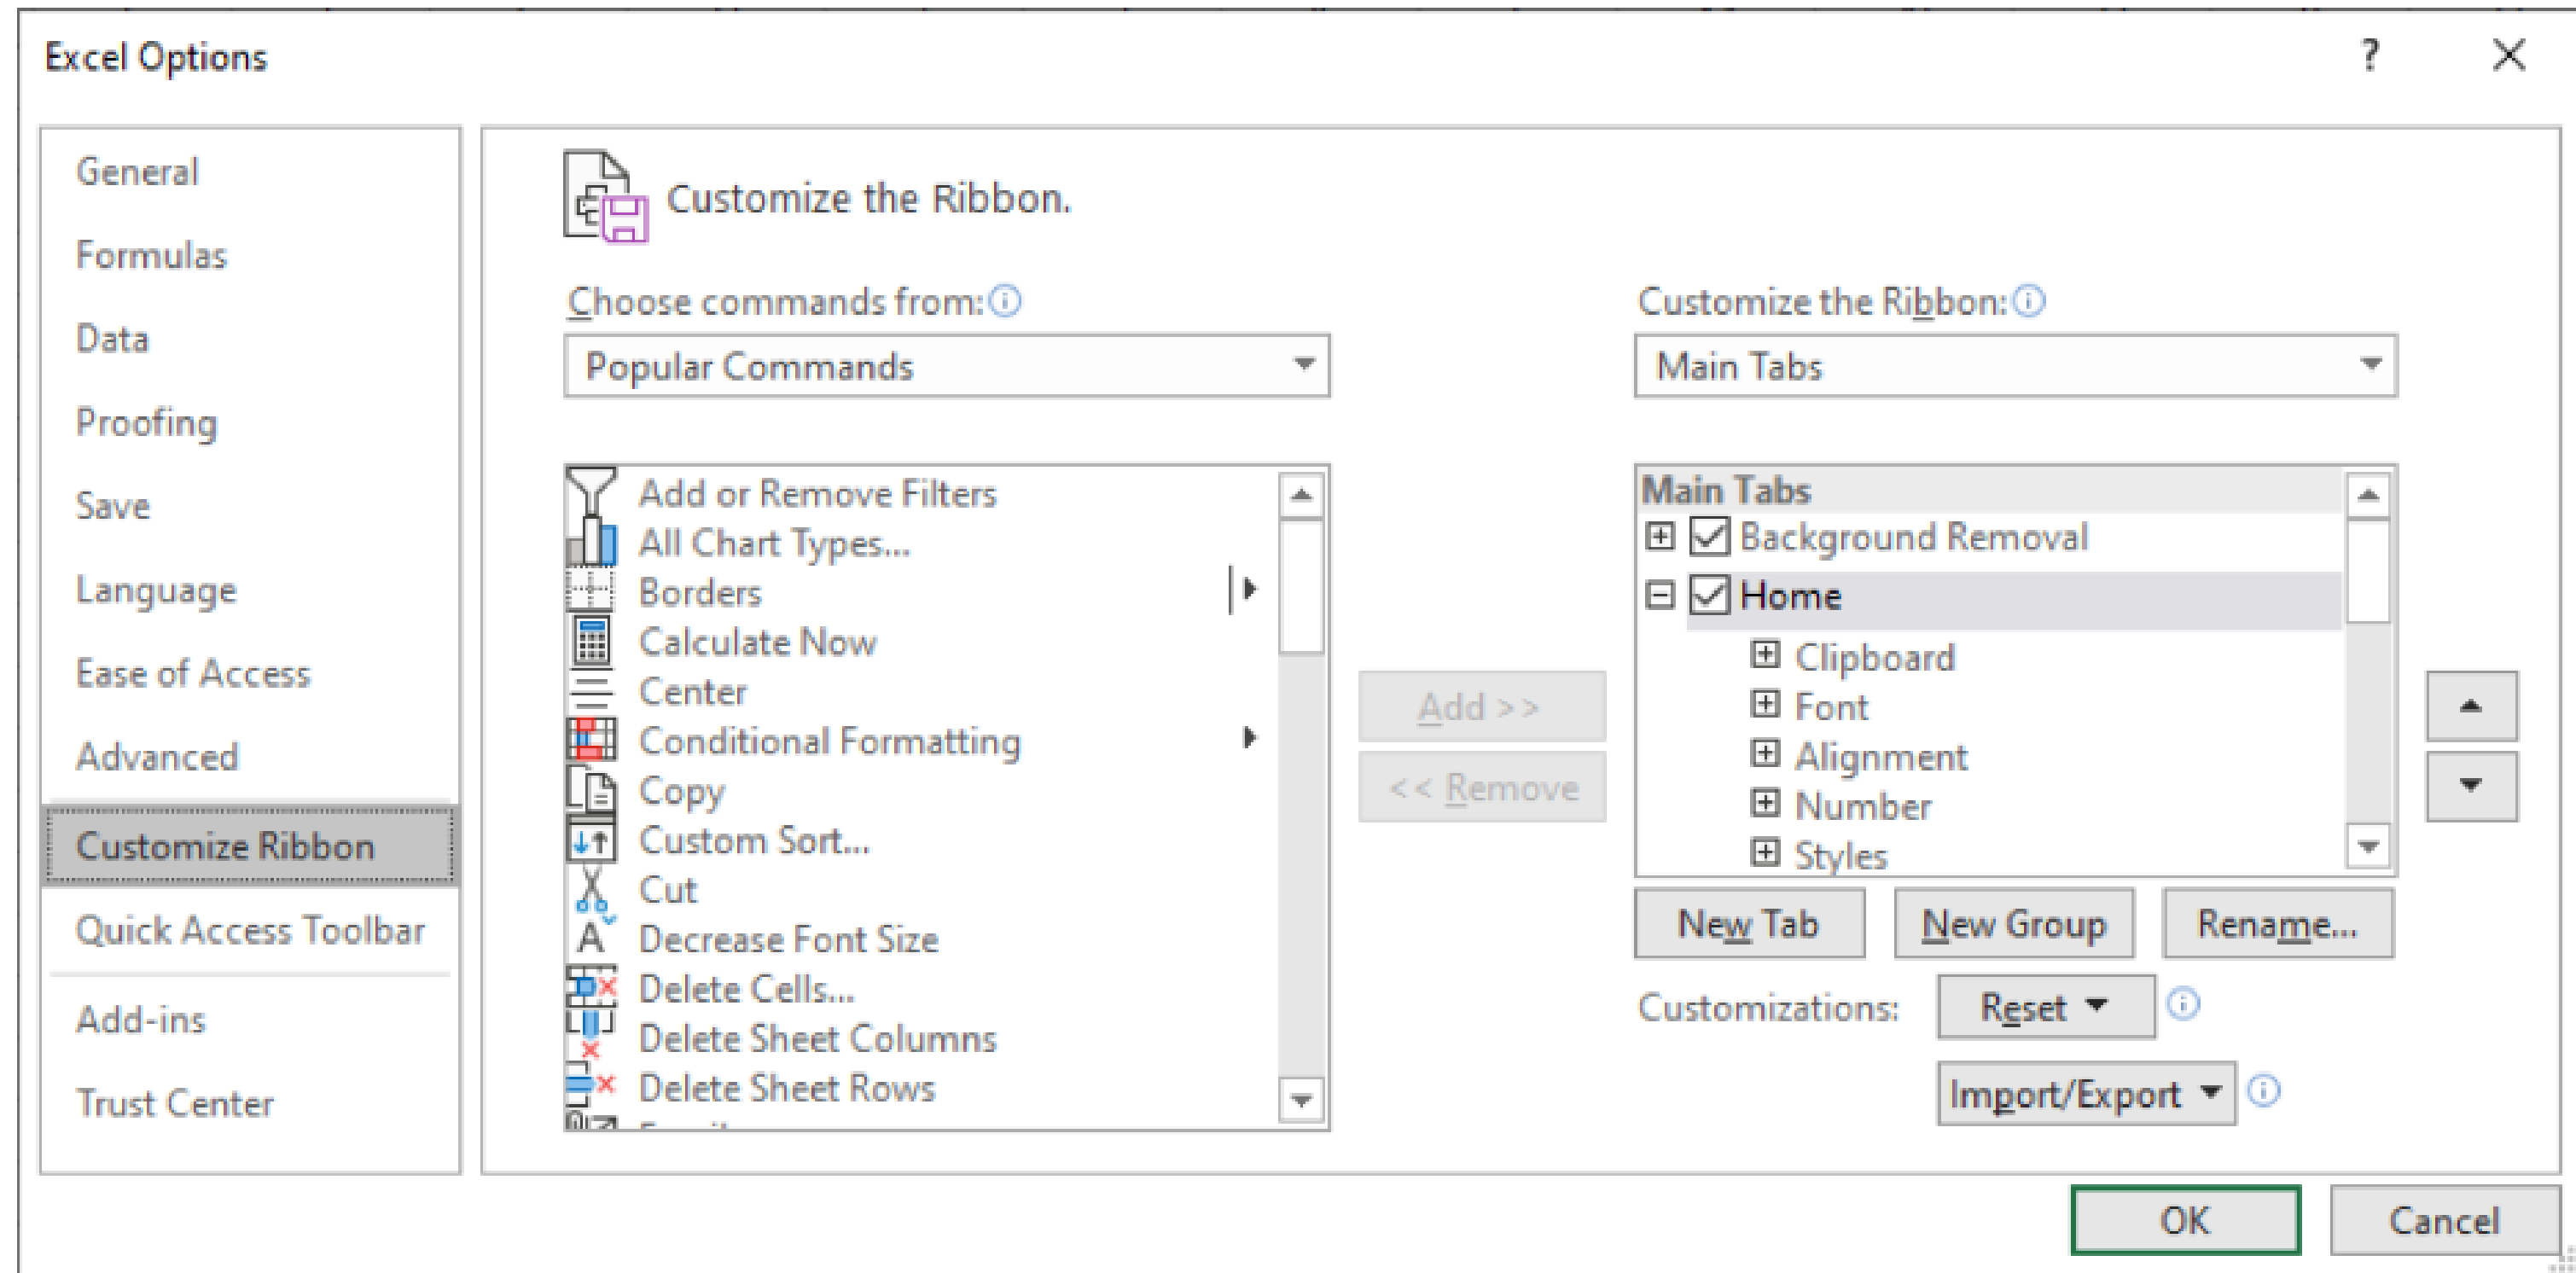 Excel Options
?
General
Formulas
Data
Proofing
Save
Language
Ease of Access
Advanced
Customize Ribbon
Quick Access Toolbar
Add-ins
Trust Center
Customize the Ribbon.
Choose commands from:
Popular Commands
Add or Remove Filters
All Chart Types...
Borders
Calculate Now
Center
Conditional Formatting
Copy
Custom Sort...
Cut
Decrease Font Size
Delete Cells...
Delete Sheet Columns
Delete Sheet Rows
Add >>
<< Remove
Customize the Ribbon:
Main Tabs
Main Tabs
Background Removal
Home
Clipboard
Font
Alignment
Number
Styles
New Tab
New Group
Rename...
Customizations:
Reset
Import/Export
OK
Cancel